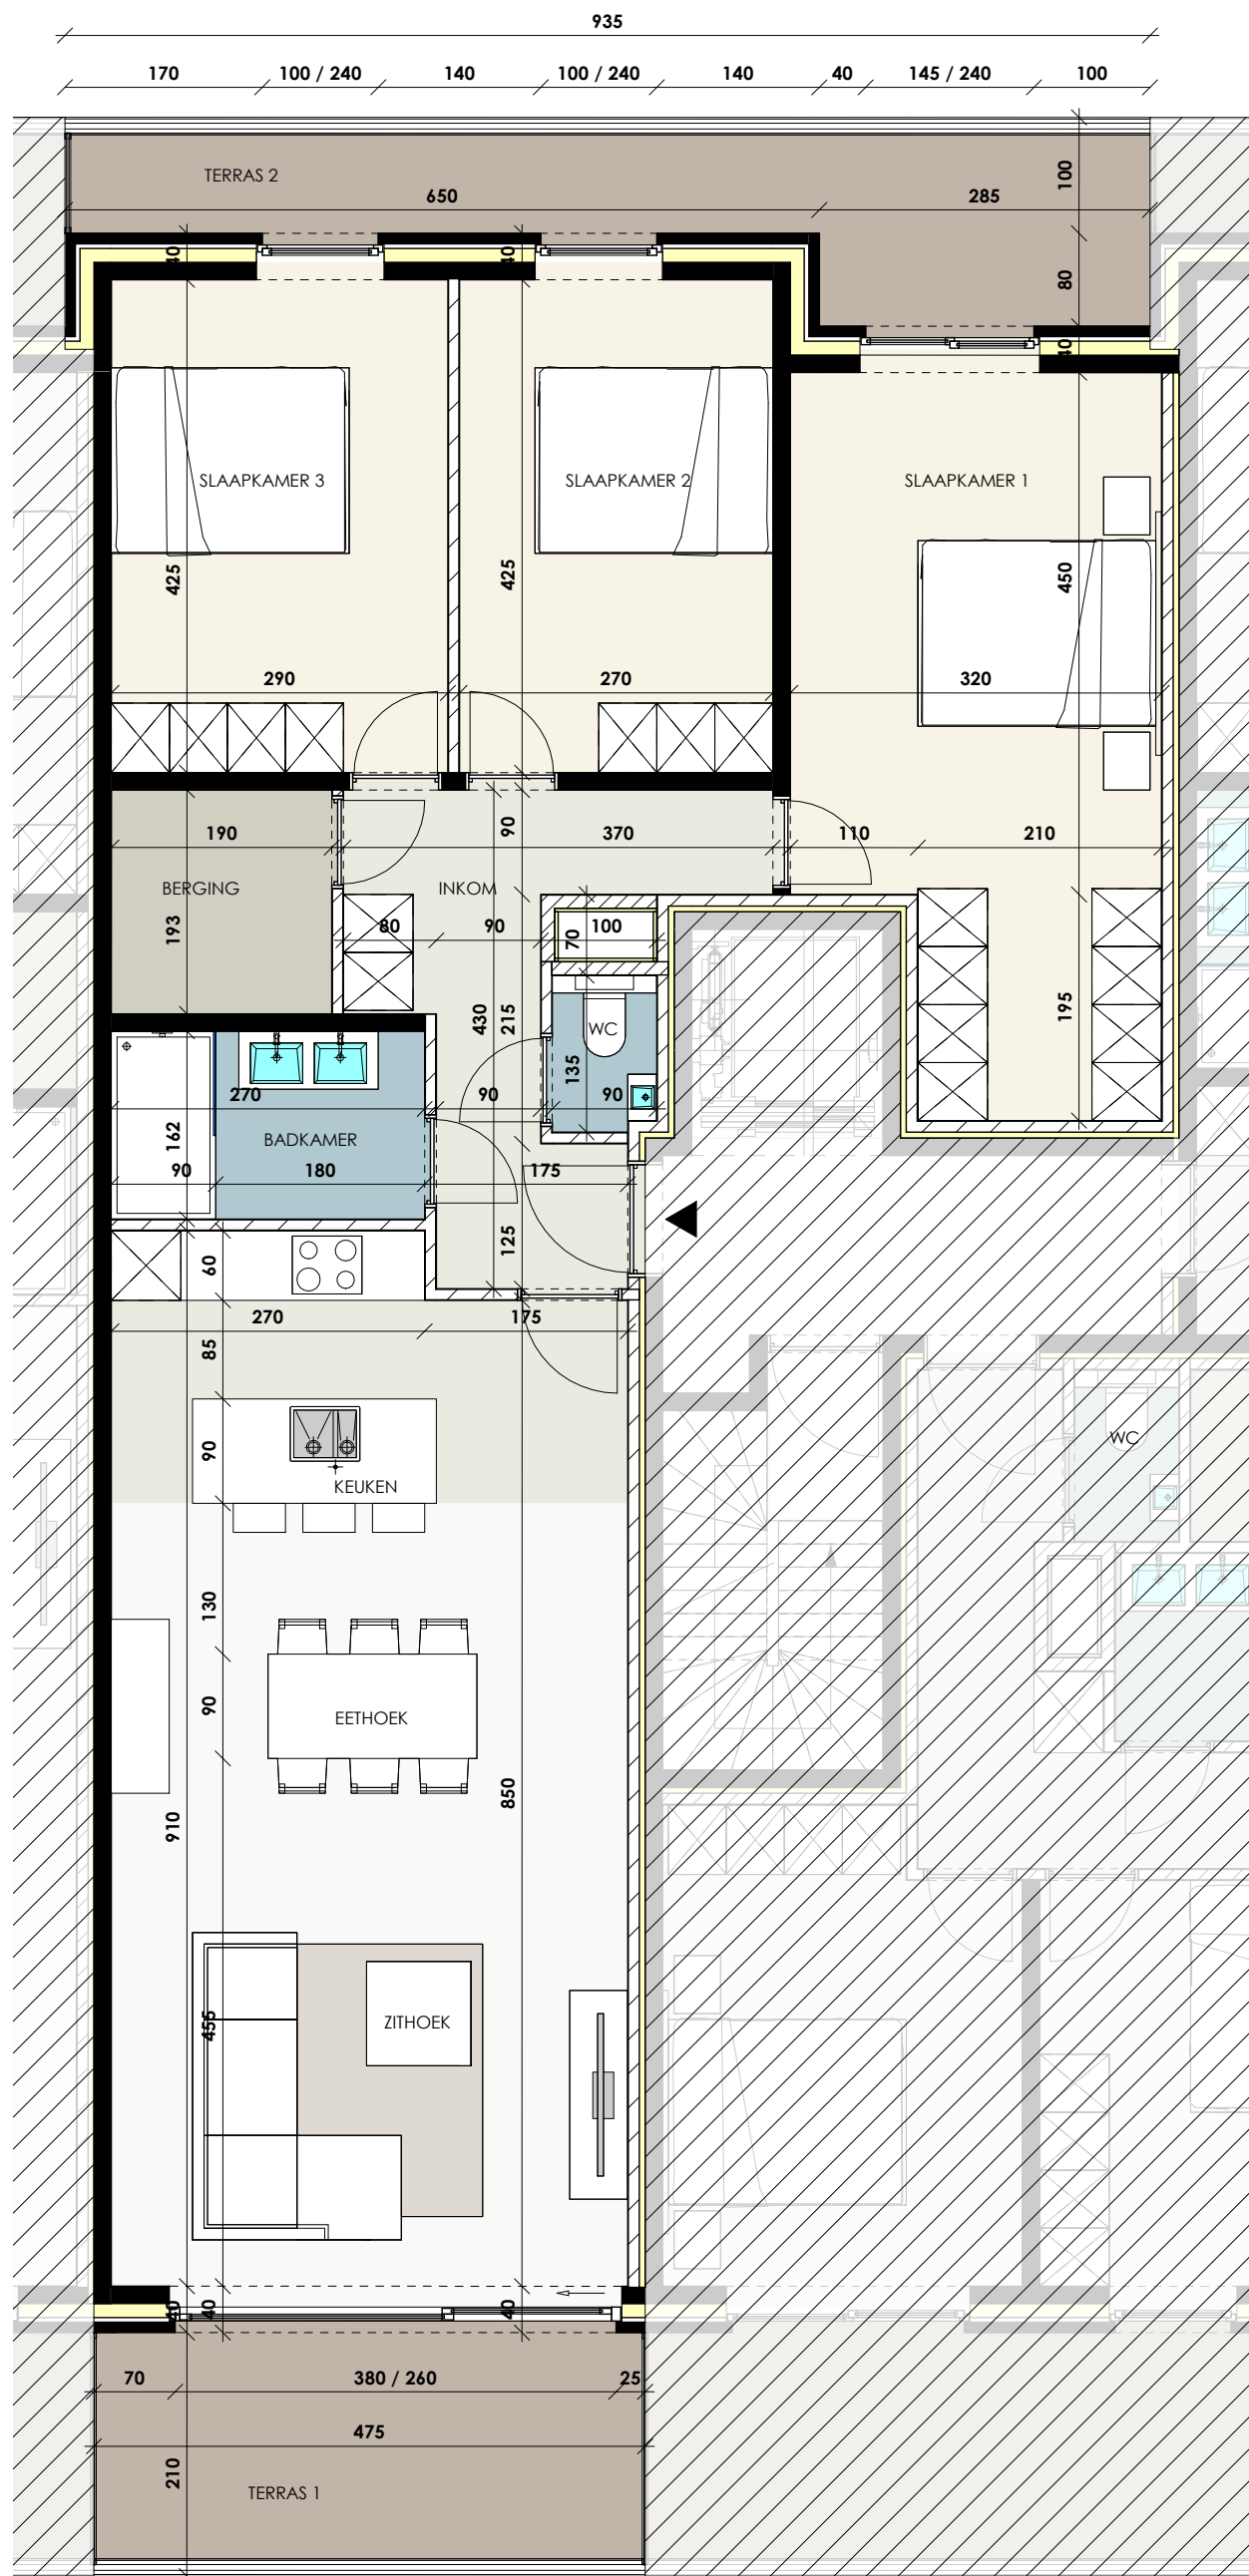 935
170 100 / 240 140 100 / 240 140 40 145 / 240 100
TERRAS 2
100
650 285
40 40 80
40
SLAAPKAMER 3 SLAAPKAMER 2 SLAAPKAMER 1
425 425 450
290 270 320
90
190 370 110 210
BERGING INKOM
193 80 90 70 100
430 215 WC 195
135
270 90 90
162 BADKAMER
90 180 175
125
60
270 175
85
90
KEUKEN
WC
130
90 EETHOEK
910 850
455 ZITHOEK
40 40 40
70 380 / 260 25
475
210
TERRAS 1